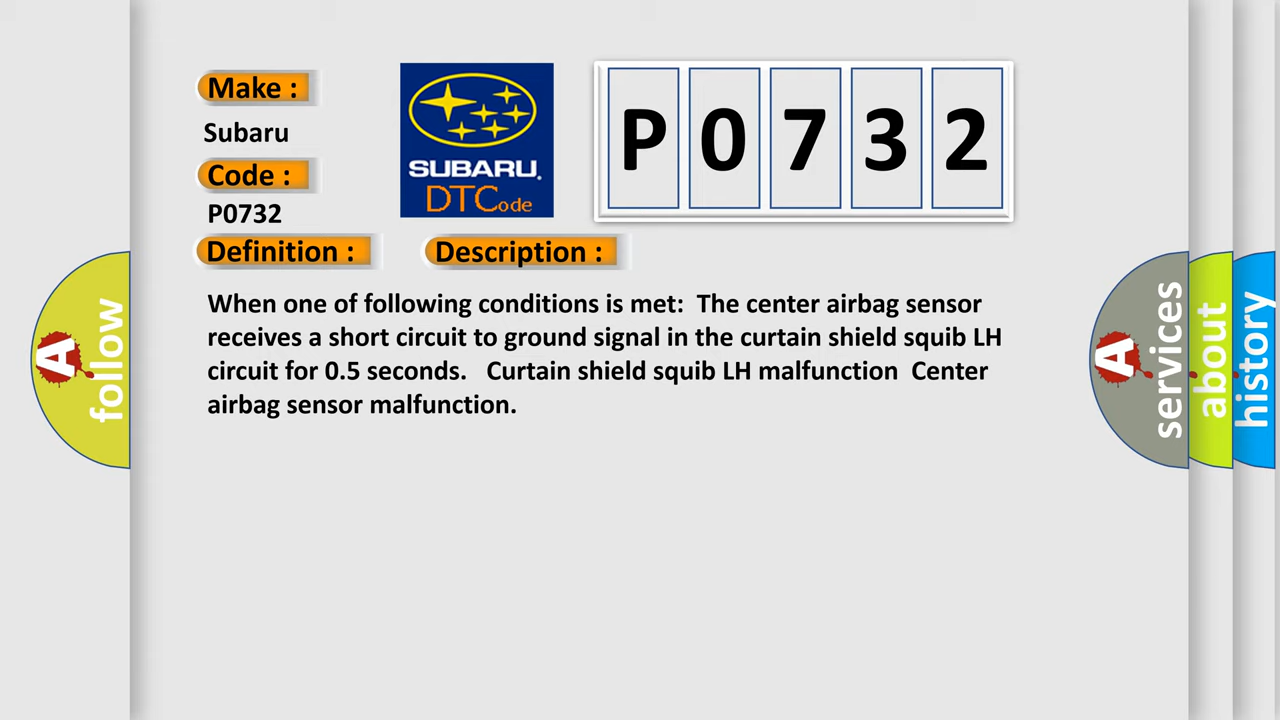 Make :
Subaru
Code :
P0732
SUBARU
DTCode
P0732
Definition :
Description :
When one of following conditions is met: The center airbag sensor
receives a short circuit to ground signal in the curtain shield squib LH
circuit for 0.5 seconds. Curtain shield squib LH malfunction Center
airbag sensor malfunction.
A follow
A services
about
history